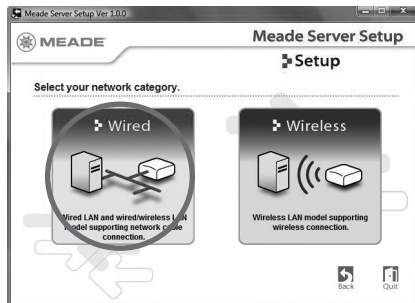 Meade Server Setup Ver 1.0.0
MEADE
Meade Server Setup
Setup
Select your network category.
Wired
Wired LAN and wired/wireless LAN
model supporting network cable
connection.
Wireless
Wireless LAN model supporting
wireless connection.
Back
Quit